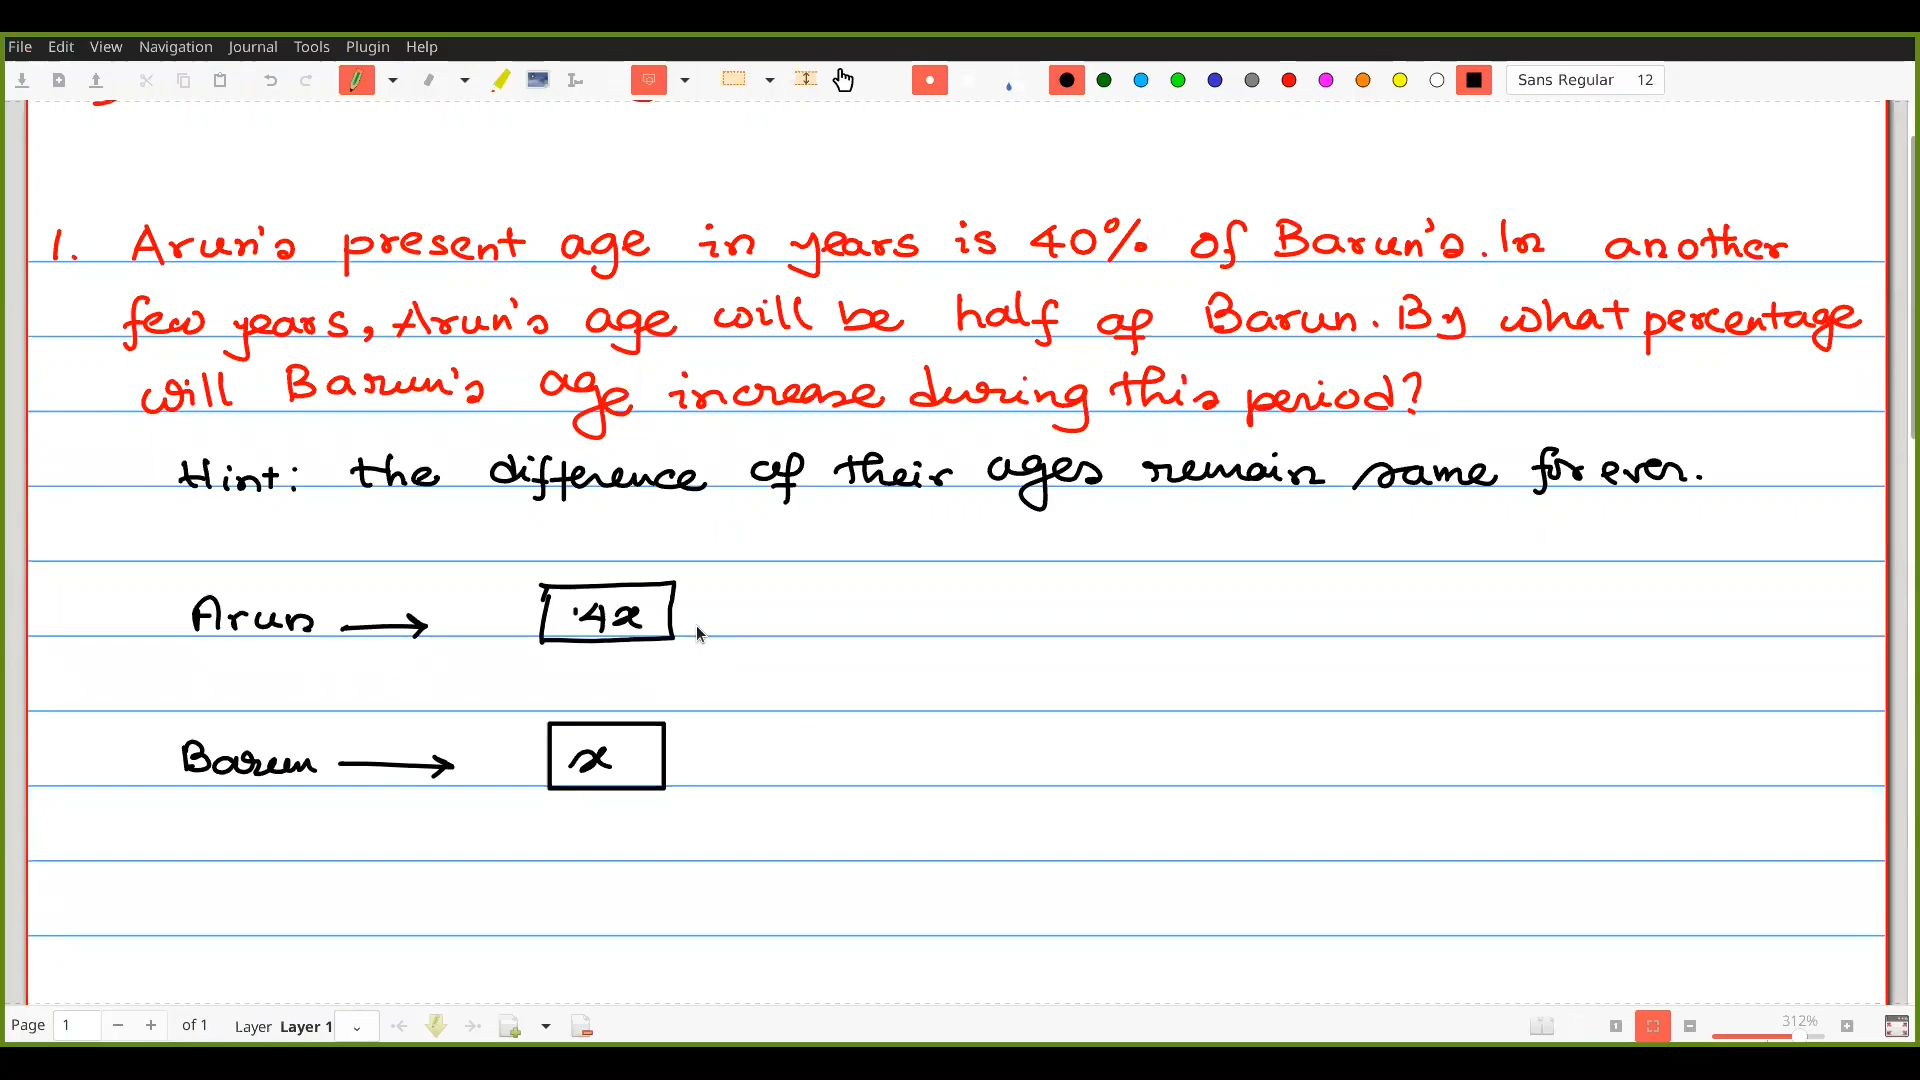 File Edit View Navigation Journal Tools Plugin Help
Sans Regular 12
1. Arun's present age in years is 40% of Barun's. In another
few years, Arun's age will be half of Barun. By what percentage
will Barun's age increase during this period?
Hint: the difference of their ages remain same for ever.
Arun → .4x
Barun → x
Page 1 of 1 Layer Layer 1 312%